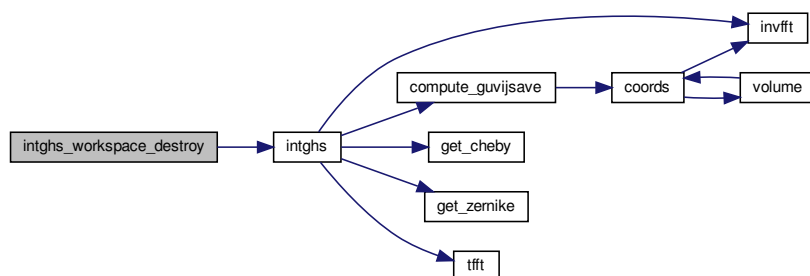 intghs_workspace_destroy
intghs
invfft
compute_guvijsave
coords
volume
get_cheby
get_zernike
tfft